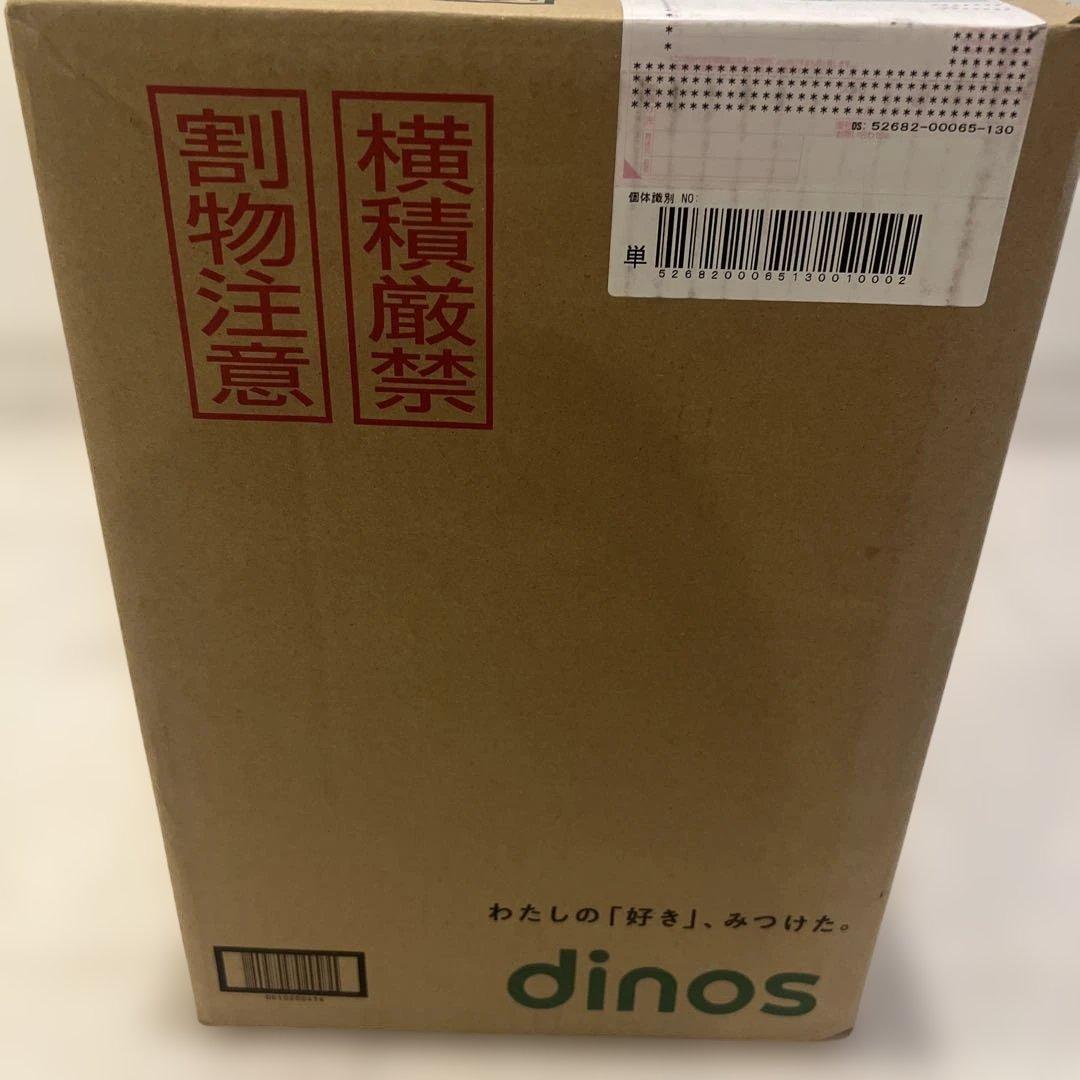 割物注意
横積厳禁
DS: 52682-00065-130
個体識別 NO:
単
5268200065130010002
わたしの「好き」、みつけた。
dinos